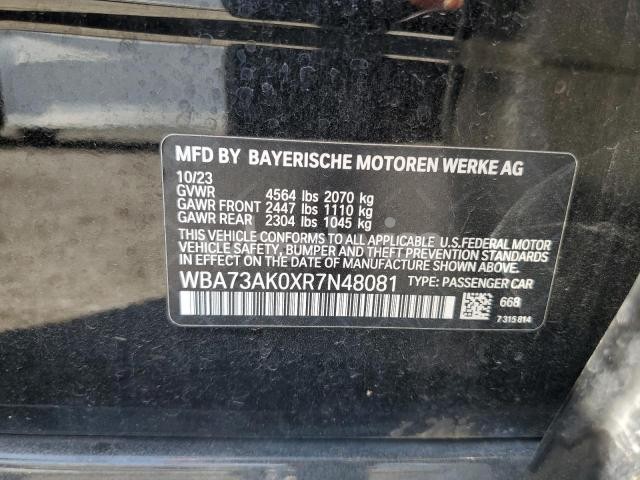 MFD BY BAYERISCHE MOTOREN WERKE AG
10/23
GVWR 4564 lbs 2070 kg
GAWR FRONT 2447 lbs 1110 kg
GAWR REAR 2304 lbs 1045 kg
THIS VEHICLE CONFORMS TO ALL APPLICABLE U.S.FEDERAL MOTOR
VEHICLE SAFETY, BUMPER AND THEFT PREVENTION STANDARDS
IN EFFECT ON THE DATE OF MANUFACTURE SHOWN ABOVE.
WBA73AK0XR7N48081 TYPE: PASSENGER CAR
668
7 315 814